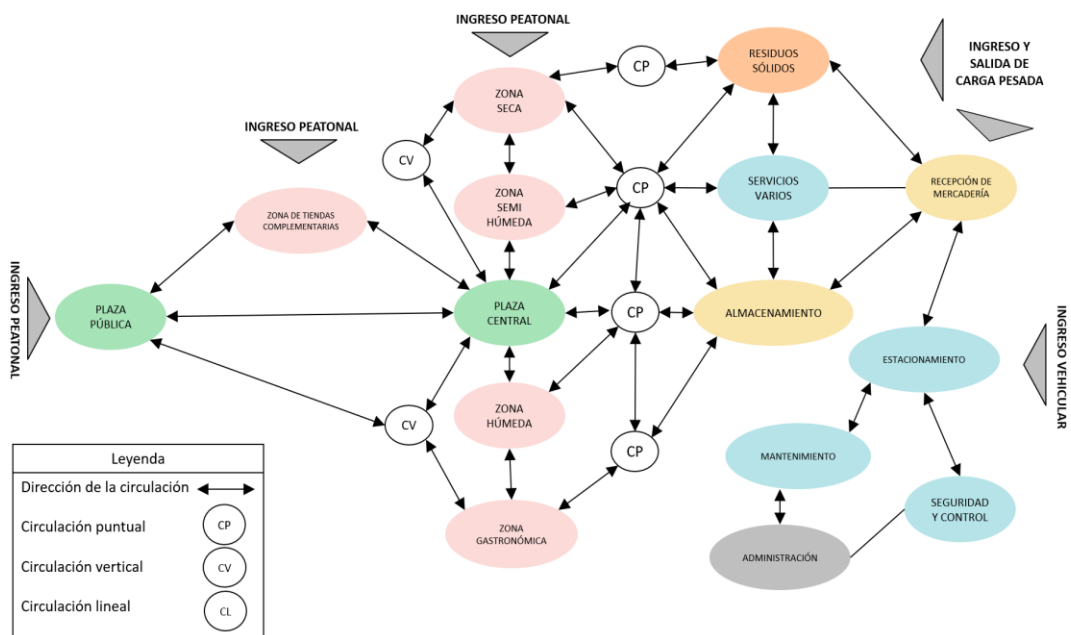 INGRESO PEATONAL
CP
RESIDUOS
SÓLIDOS
INGRESO Y
SALIDA DE
CARGA PESADA
ZONA
SECA
INGRESO PEATONAL
CV
ZONA
SEMI
HÚMEDA
CP
SERVICIOS
VARIOS
RECEPCIÓN DE
MERCADERÍA
ZONA DE TIENDAS
COMPLEMENTARIAS
INGRESO PEATONAL
PLAZA
PÚBLICA
PLAZA
CENTRAL
CP
ALMACENAMIENTO
ESTACIONAMIENTO
INGRESO VEHICULAR
ZONA
HÚMEDA
CV
CP
MANTENIMIENTO
SEGURIDAD
Y CONTROL
ZONA
GASTRONÓMICA
ADMINISTRACIÓN
Leyenda
Dirección de la circulación
Circulación puntual
CP
Circulación vertical
CV
Circulación lineal
CL